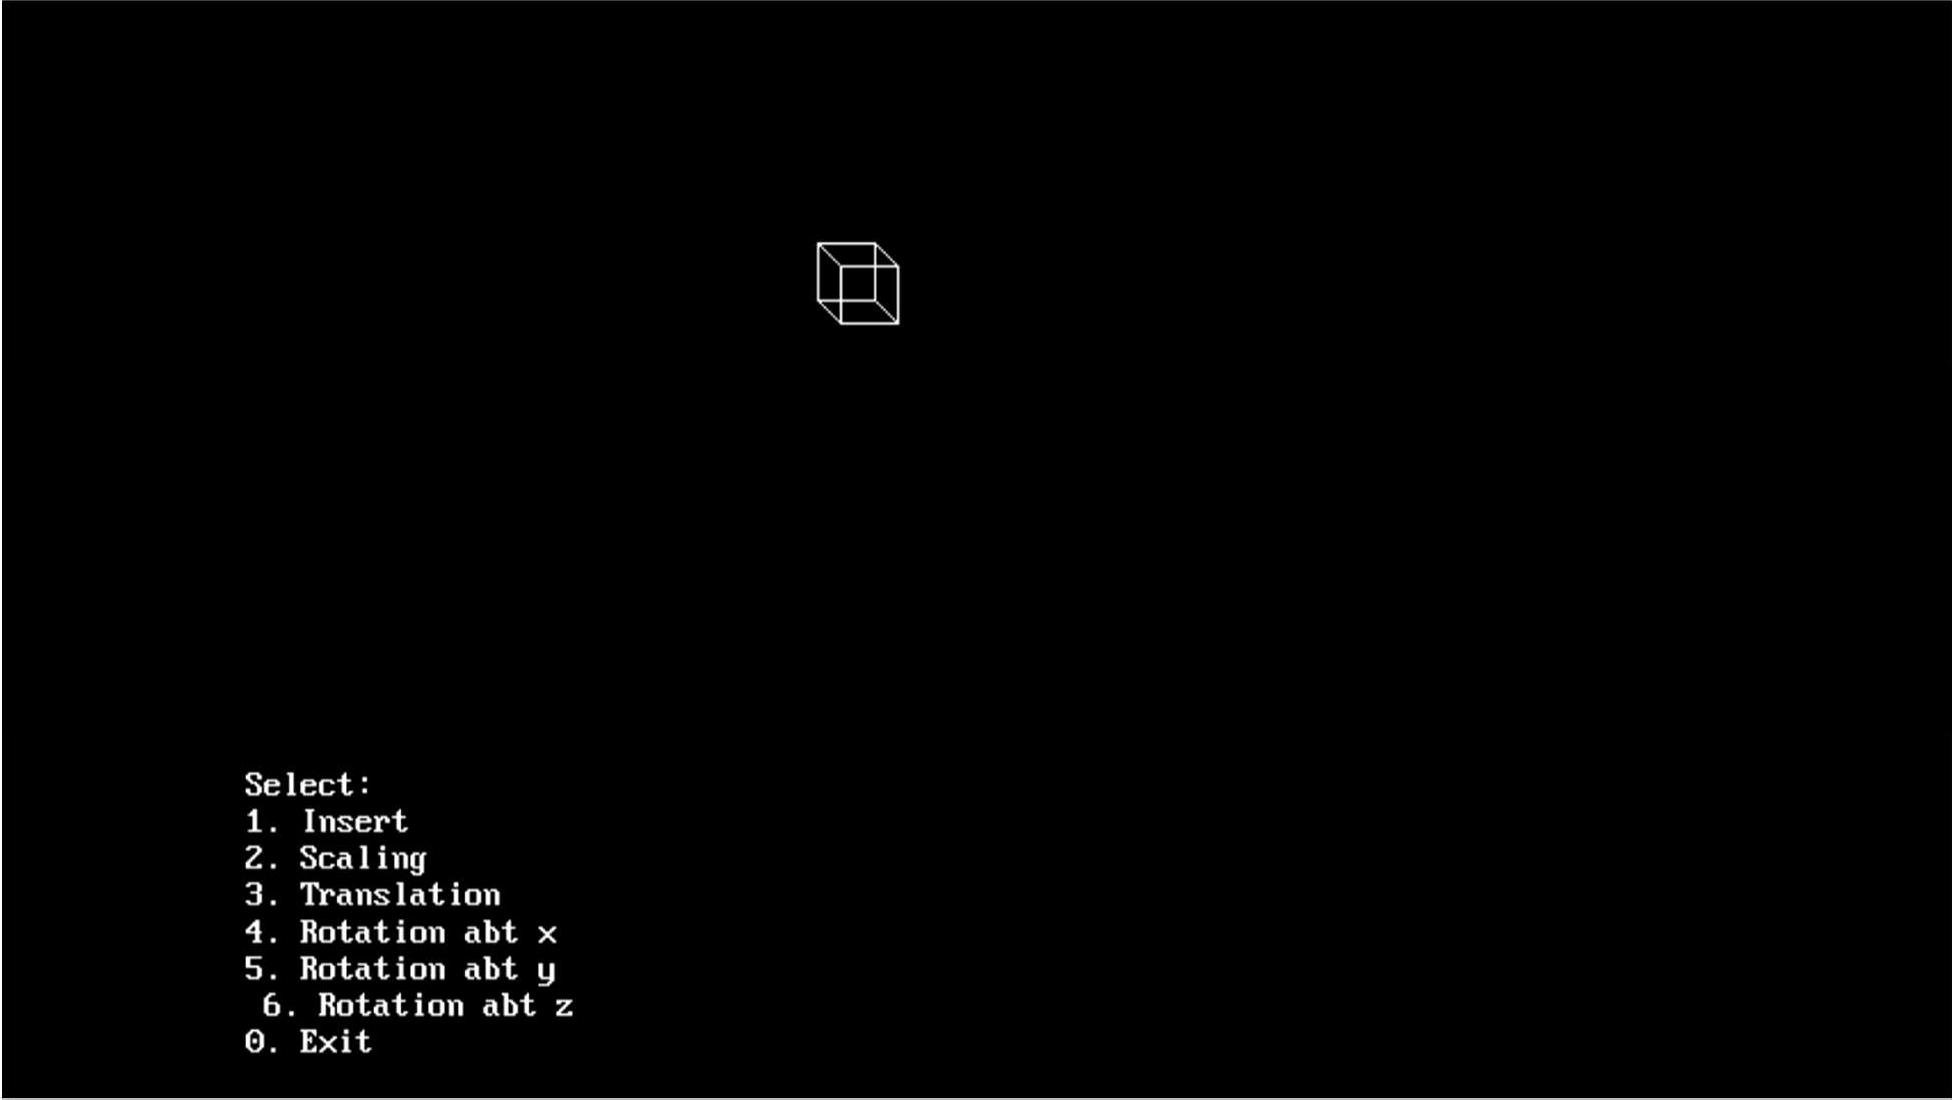 Select:
1. Insert
2. Scaling
3. Translation
4. Rotation abt x
5. Rotation abt y
 6. Rotation abt z
0. Exit